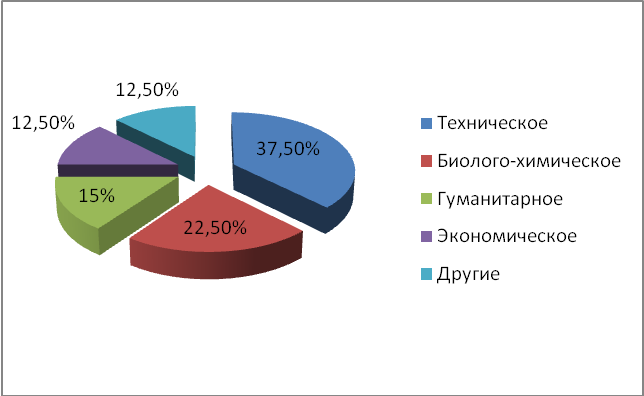 12,50%
12,50%
37,50%
15%
22,50%
Техническое
Биолого-химическое
Гуманитарное
Экономическое
Другие